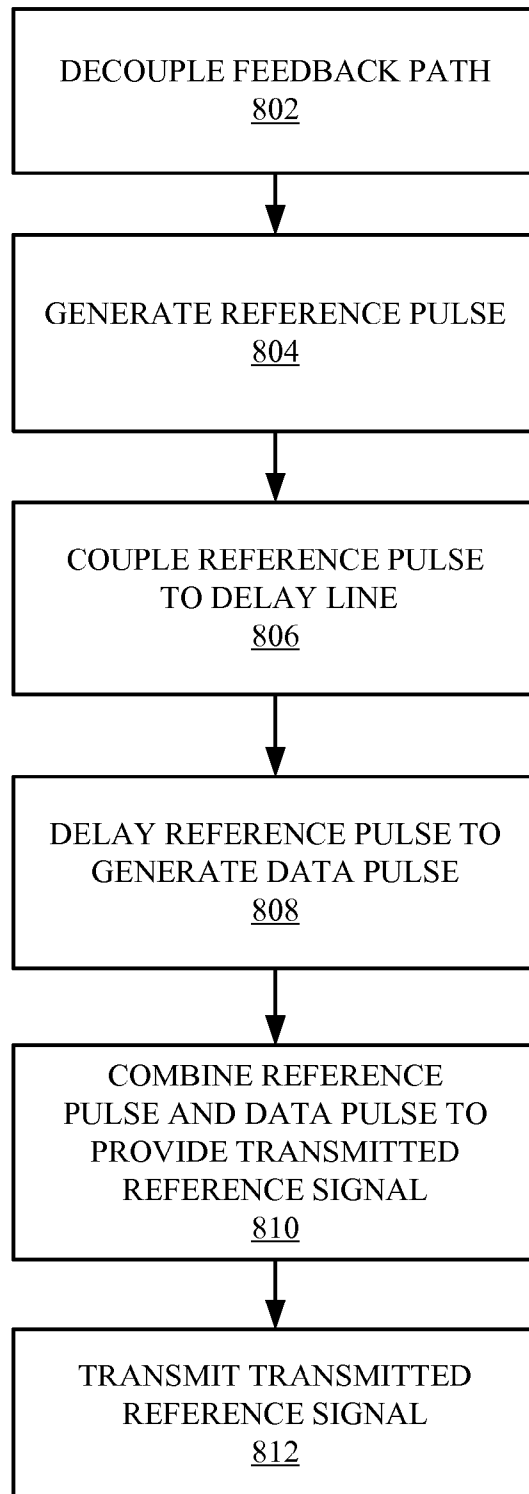 DECOUPLE FEEDBACK PATH
802
GENERATE REFERENCE PULSE
804
COUPLE REFERENCE PULSE
TO DELAY LINE
806
DELAY REFERENCE PULSE TO
GENERATE DATA PULSE
808
COMBINE REFERENCE
PULSE AND DATA PULSE TO
PROVIDE TRANSMITTED
REFERENCE SIGNAL
810
TRANSMIT TRANSMITTED
REFERENCE SIGNAL
812